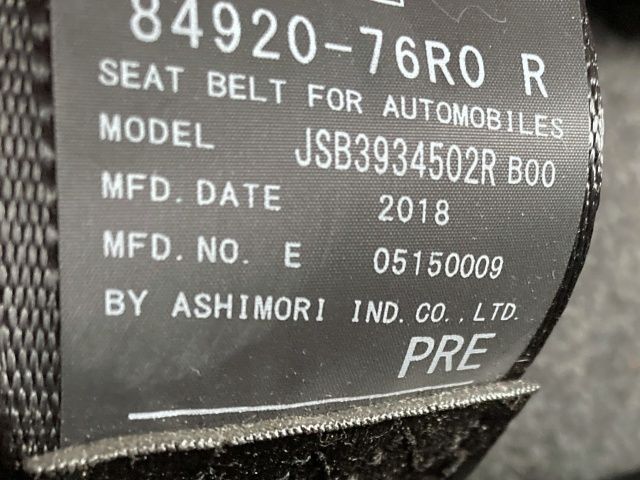 84920-76R0 R
SEAT BELT FOR AUTOMOBILES
MODEL JSB3934502R B00
MFD. DATE 2018
MFD. NO. E 05150009
BY ASHIMORI IND. CO., LTD.
PRE